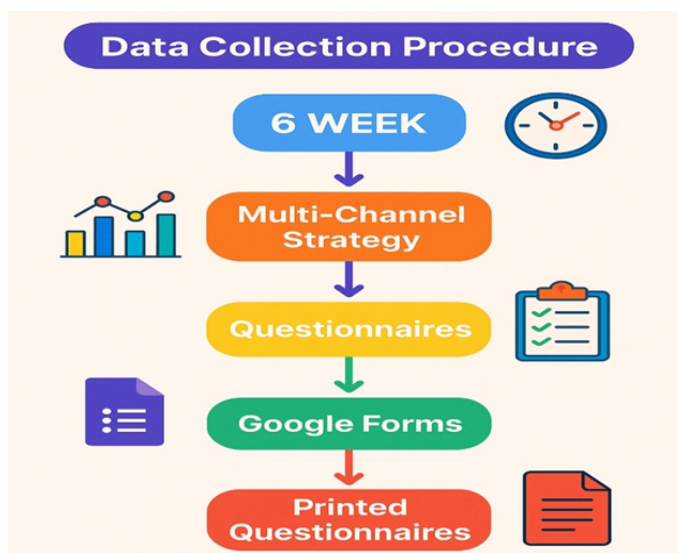 Data Collection Procedure
6 WEEK
Multi-Channel
Strategy
Questionnaires
Google Forms
Printed
Questionnaires